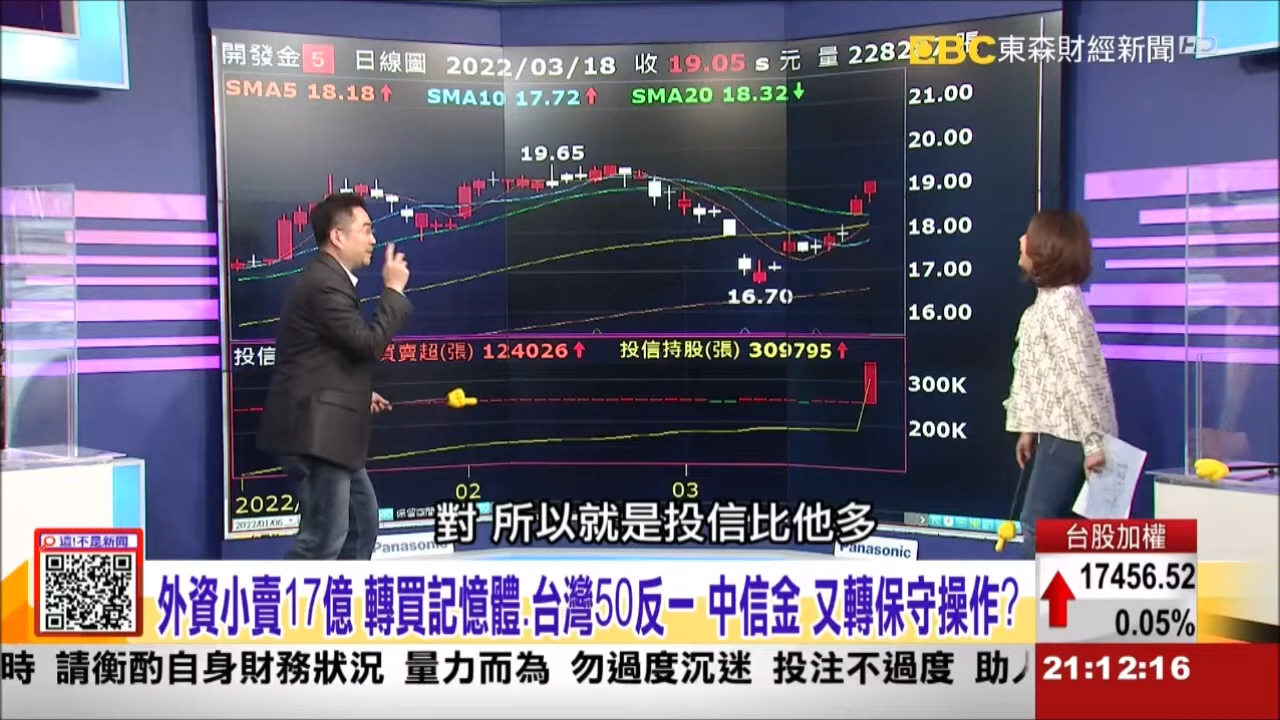 開發金 5 日線圖 2022/03/18 收 19.05 s 元 量 2282
EBC 東森財經新聞 HD
SMA5 18.18↑ SMA10 17.72↑ SMA20 18.32↓
21.00
20.00
19.65
19.00
18.00
17.00
16.70
16.00
投信 買賣超(張) 124026↑ 投信持股(張) 309795↑
300K
200K
2022/ 02 03
2022/01/06
Panasonic
Panasonic
對 所以就是投信比他多
這!不是新聞
台股加權
17456.52
0.05%
外資小賣17億 轉買記憶體.台灣50反一 中信金 又轉保守操作?
時 請衡酌自身財務狀況 量力而為 勿過度沉迷 投注不過度 助
21:12:16